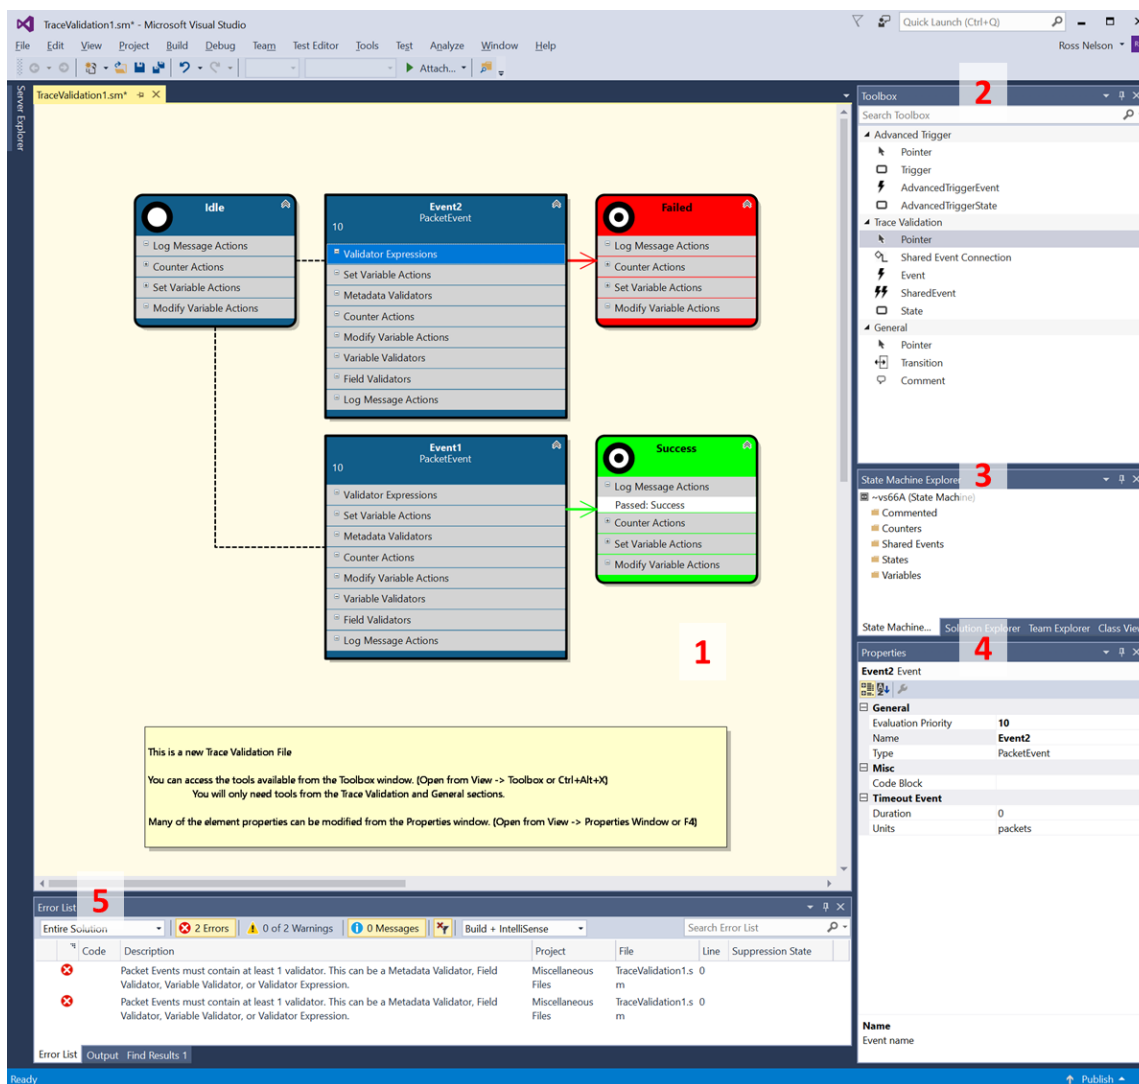 TraceValidation1.sm* - Microsoft Visual Studio
Quick Launch (Ctrl+Q)
File Edit View Project Build Debug Team Test Editor Tools Test Analyze Window Help
Ross Nelson
Attach...
Server Explorer
TraceValidation1.sm*
Idle
Log Message Actions
Counter Actions
Set Variable Actions
Modify Variable Actions
Event2
PacketEvent
10
Validator Expressions
Set Variable Actions
Metadata Validators
Counter Actions
Modify Variable Actions
Variable Validators
Field Validators
Log Message Actions
Failed
Log Message Actions
Counter Actions
Set Variable Actions
Modify Variable Actions
Event1
PacketEvent
10
Validator Expressions
Set Variable Actions
Metadata Validators
Counter Actions
Modify Variable Actions
Variable Validators
Field Validators
Log Message Actions
Success
Log Message Actions
Passed: Success
Counter Actions
Set Variable Actions
Modify Variable Actions
1
This is a new Trace Validation File
You can access the tools available from the Toolbox window. (Open from View -> Toolbox or Ctrl+Alt+X)
You will only need tools from the Trace Validation and General sections.
Many of the element properties can be modified from the Properties window. (Open from View -> Properties Window or F4)
Toolbox
2
Search Toolbox
Advanced Trigger
Pointer
Trigger
AdvancedTriggerEvent
AdvancedTriggerState
Trace Validation
Pointer
Shared Event Connection
Event
SharedEvent
State
General
Pointer
Transition
Comment
State Machine Explorer
3
~vs66A (State Machine)
Commented
Counters
Shared Events
States
Variables
State Machine... Solution Explorer Team Explorer Class View
Properties
4
Event2 Event
General
Evaluation Priority 10
Name Event2
Type PacketEvent
Misc
Code Block
Timeout Event
Duration 0
Units packets
Name
Event name
Error List
5
Entire Solution 2 Errors 0 of 2 Warnings 0 Messages Build + IntelliSense Search Error List
Code Description Project File Line Suppression State
Packet Events must contain at least 1 validator. This can be a Metadata Validator, Field Miscellaneous TraceValidation1.s 0
Validator, Variable Validator, or Validator Expression. Files m
Packet Events must contain at least 1 validator. This can be a Metadata Validator, Field Miscellaneous TraceValidation1.s 0
Validator, Variable Validator, or Validator Expression. Files m
Error List Output Find Results 1
Ready
Publish